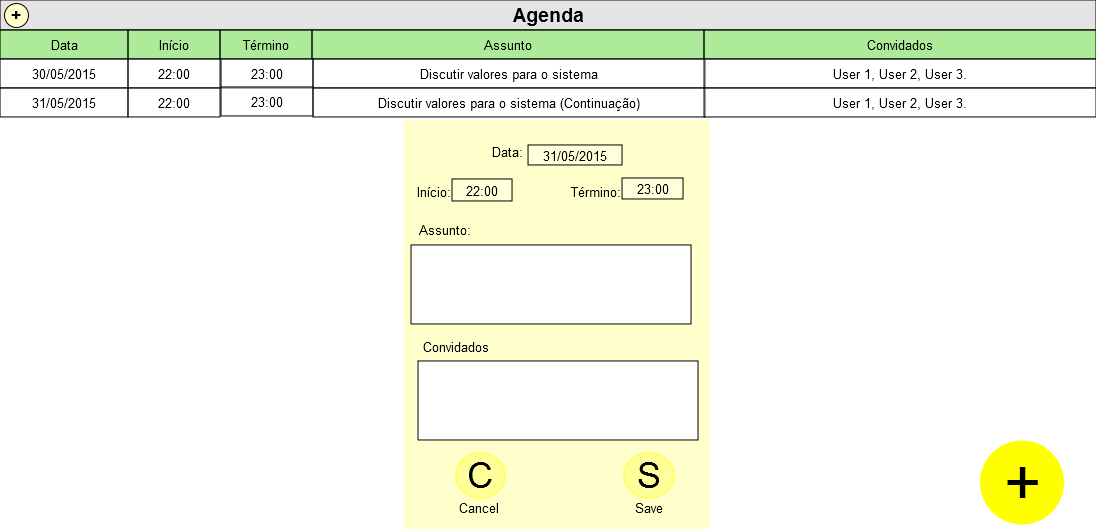 + Agenda
Data Início Término Assunto Convidados
30/05/2015 22:00 23:00 Discutir valores para o sistema User 1, User 2, User 3.
31/05/2015 22:00 23:00 Discutir valores para o sistema (Continuação) User 1, User 2, User 3.
Data: 31/05/2015
Início: 22:00 Término: 23:00
Assunto:
Convidados
C S
Cancel Save
+